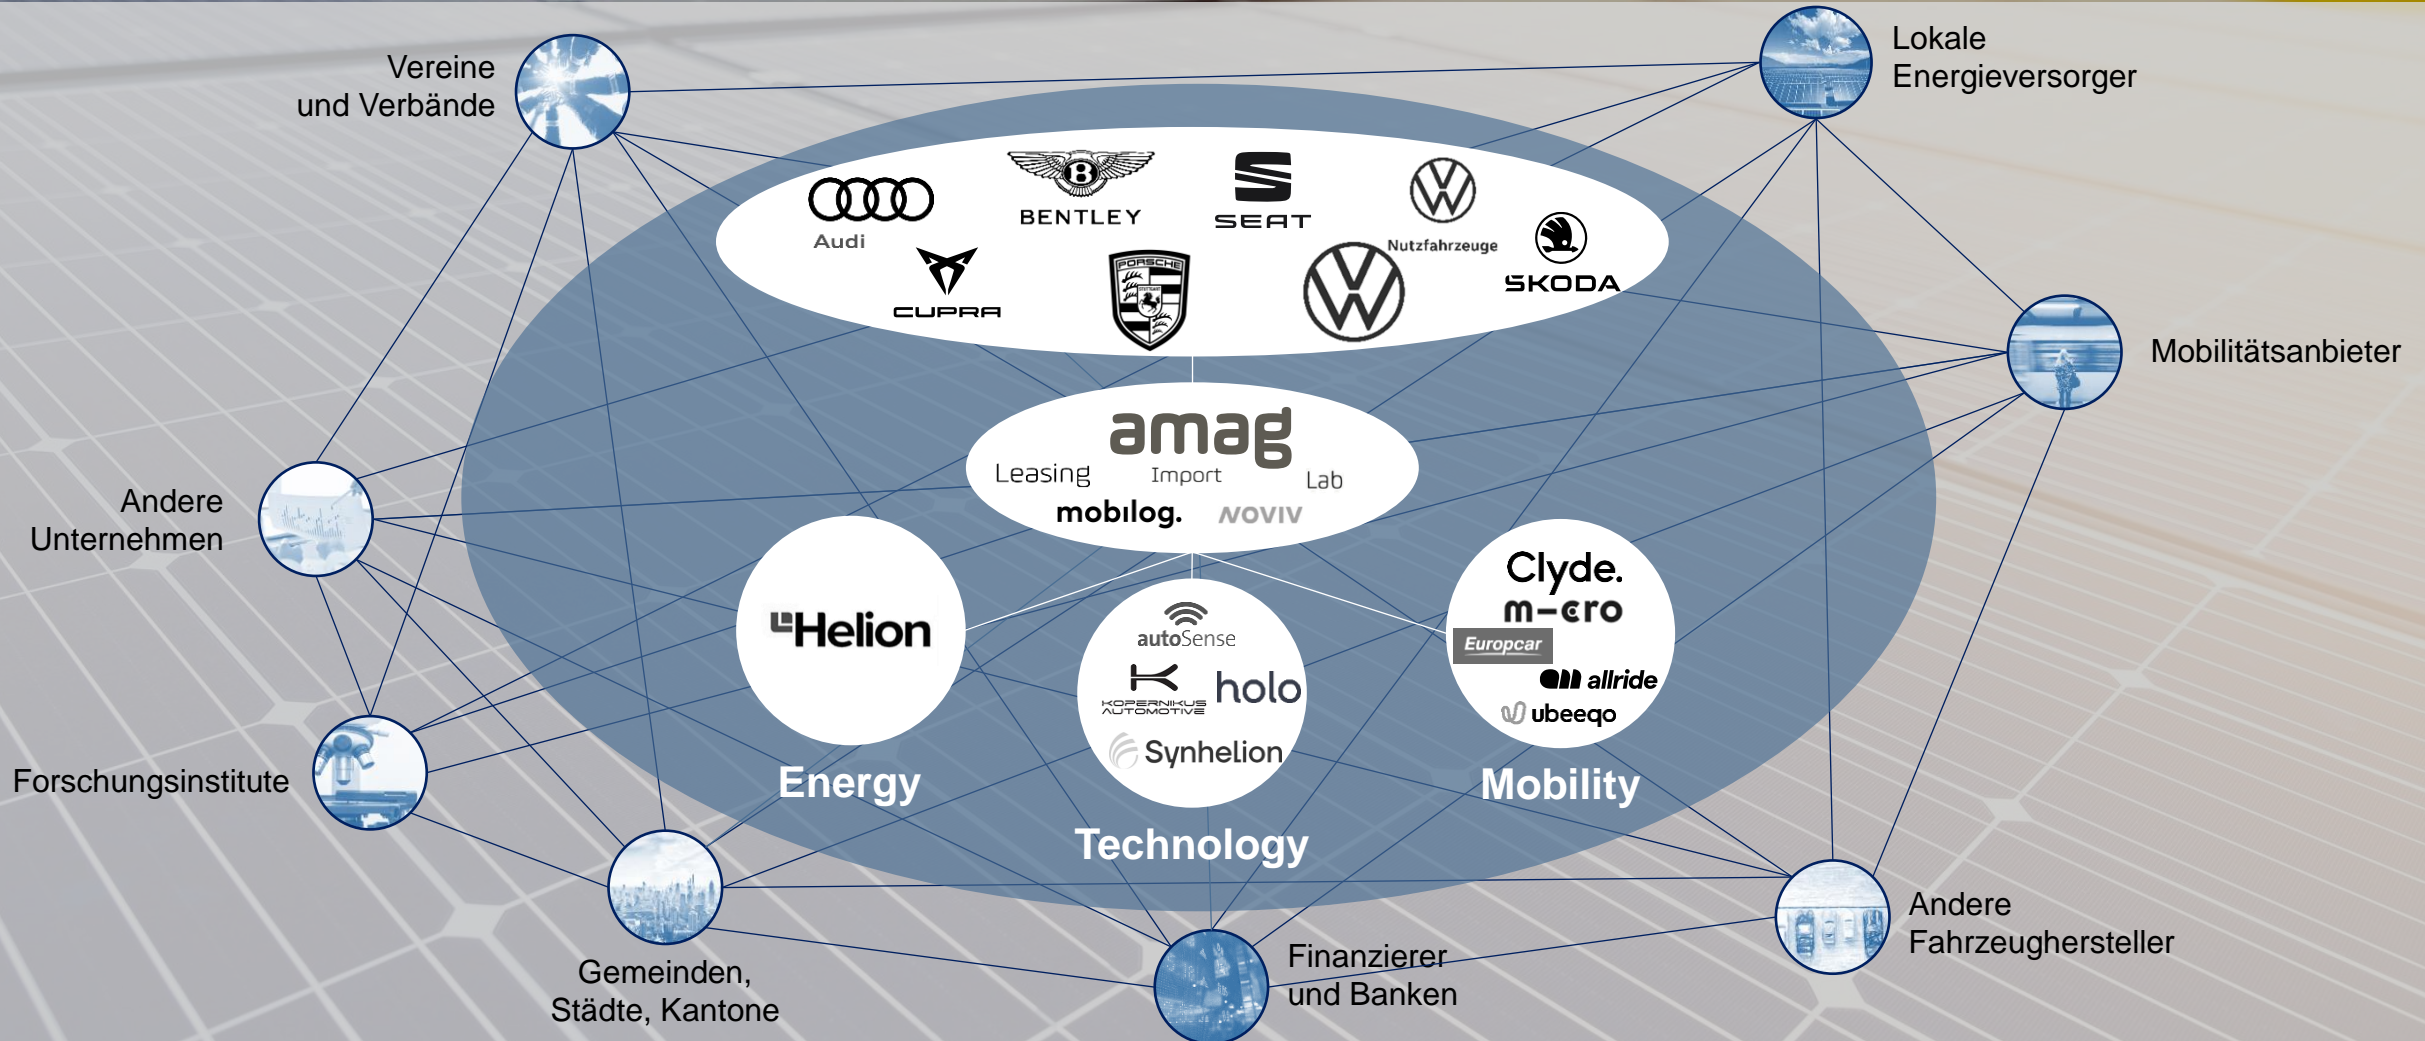 Vereine
und Verbände
Lokale
Energieversorger
Audi
BENTLEY
SEAT
Nutzfahrzeuge
CUPRA
PORSCHE
STUTTGART
ŠKODA
Mobilitätsanbieter
amag
Leasing
Import
Lab
mobilog.
NOVIV
Andere
Unternehmen
Helion
autoSense
KOPERNIKUS
AUTOMOTIVE
holo
Synhelion
Clyde.
m-cro
Europcar
allride
ubeeqo
Energy
Technology
Mobility
Forschungsinstitute
Gemeinden,
Städte, Kantone
Finanzierer
und Banken
Andere
Fahrzeughersteller